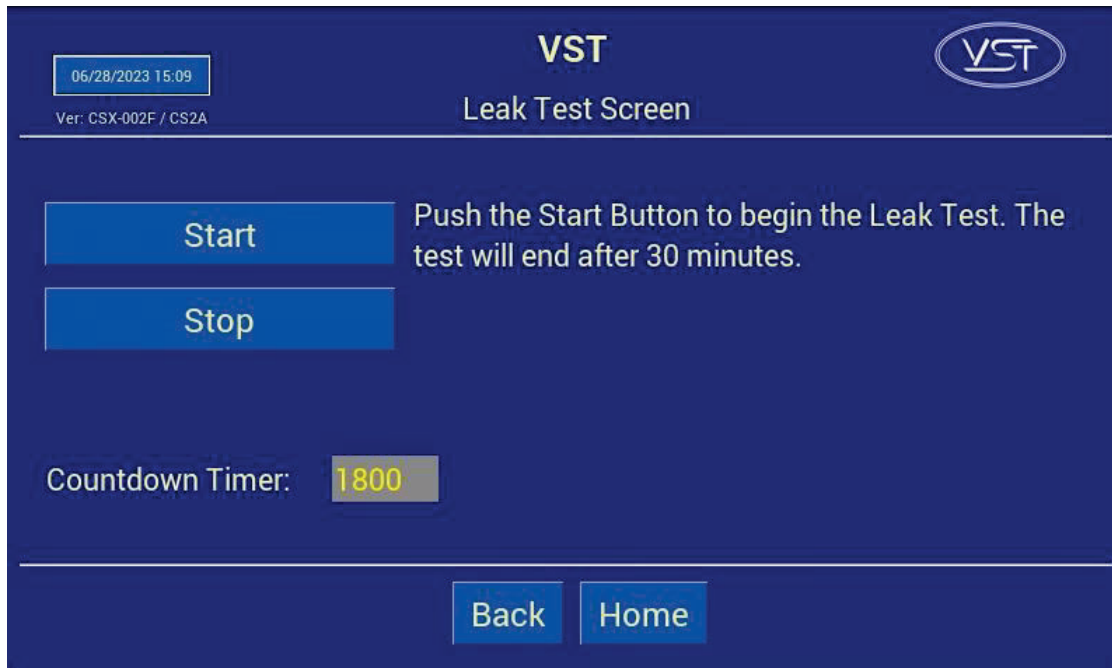 VST
VST
06/28/2023 15:09
Ver: CSX-002F / CS2A
Leak Test Screen
Start
Push the Start Button to begin the Leak Test. The
test will end after 30 minutes.
Stop
Countdown Timer: 1800
Back Home